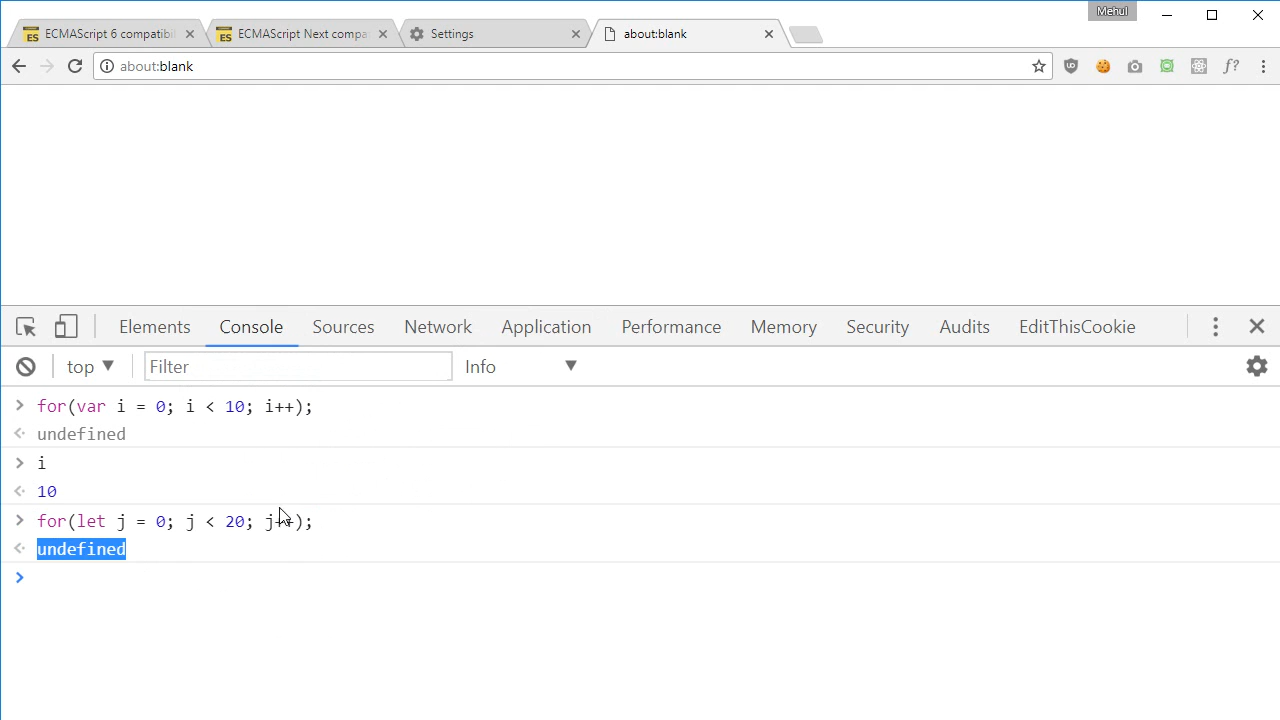 Mehul
ECMAScript 6 compatibi
ECMAScript Next compa
Settings
about:blank
about:blank
f?
Elements Console Sources Network Application Performance Memory Security Audits EditThisCookie
top Filter Info
for(var i = 0; i < 10; i++);
undefined
i
10
for(let j = 0; j < 20; j++);
undefined